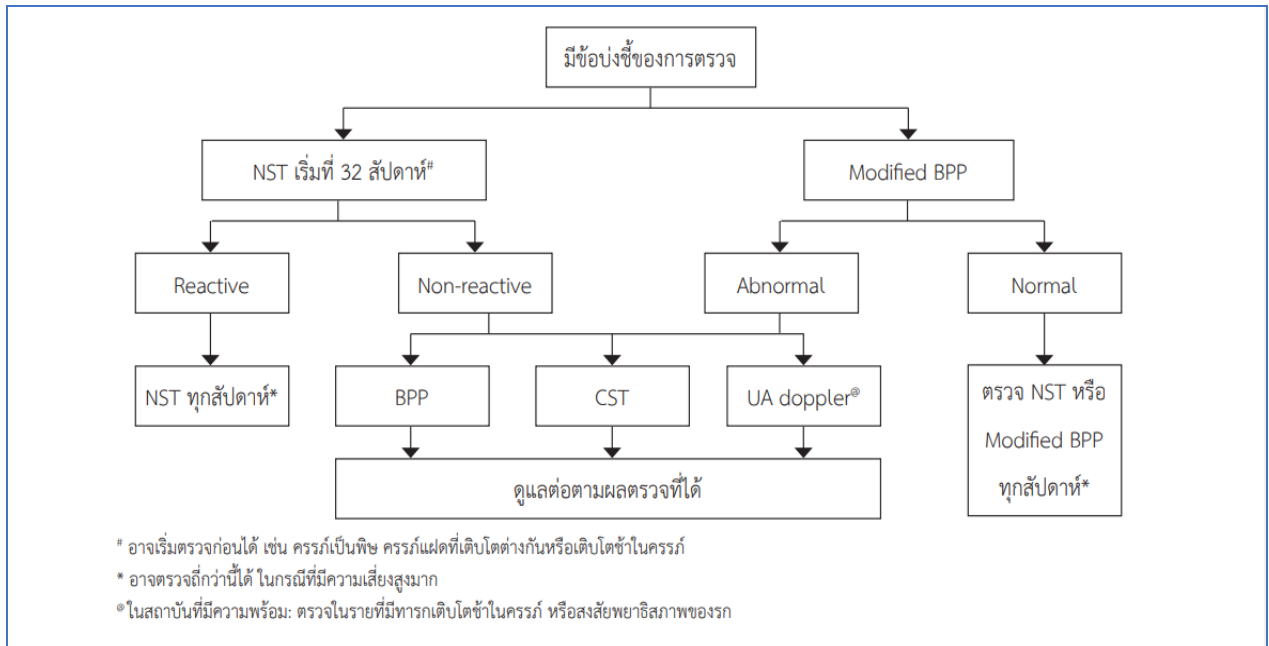 มีข้อบ่งชี้ของการตรวจ
NST เริ่มที่ 32 สัปดาห์#
Modified BPP
Reactive
Non-reactive
Abnormal
Normal
NST ทุกสัปดาห์*
BPP
CST
UA doppler@
ตรวจ NST หรือ
Modified BPP
ทุกสัปดาห์*
ดูแลต่อตามผลตรวจที่ได้
# อาจเริ่มตรวจก่อนได้ เช่น ครรภ์เป็นพิษ ครรภ์แฝดที่เติบโตต่างกันหรือเติบโตช้าในครรภ์
* อาจตรวจถี่กว่านี้ได้ ในกรณีที่มีความเสี่ยงสูงมาก
@ ในสถาบันที่มีความพร้อม: ตรวจในรายที่มีทารกเติบโตช้าในครรภ์ หรือสงสัยพยาธิสภาพของรก